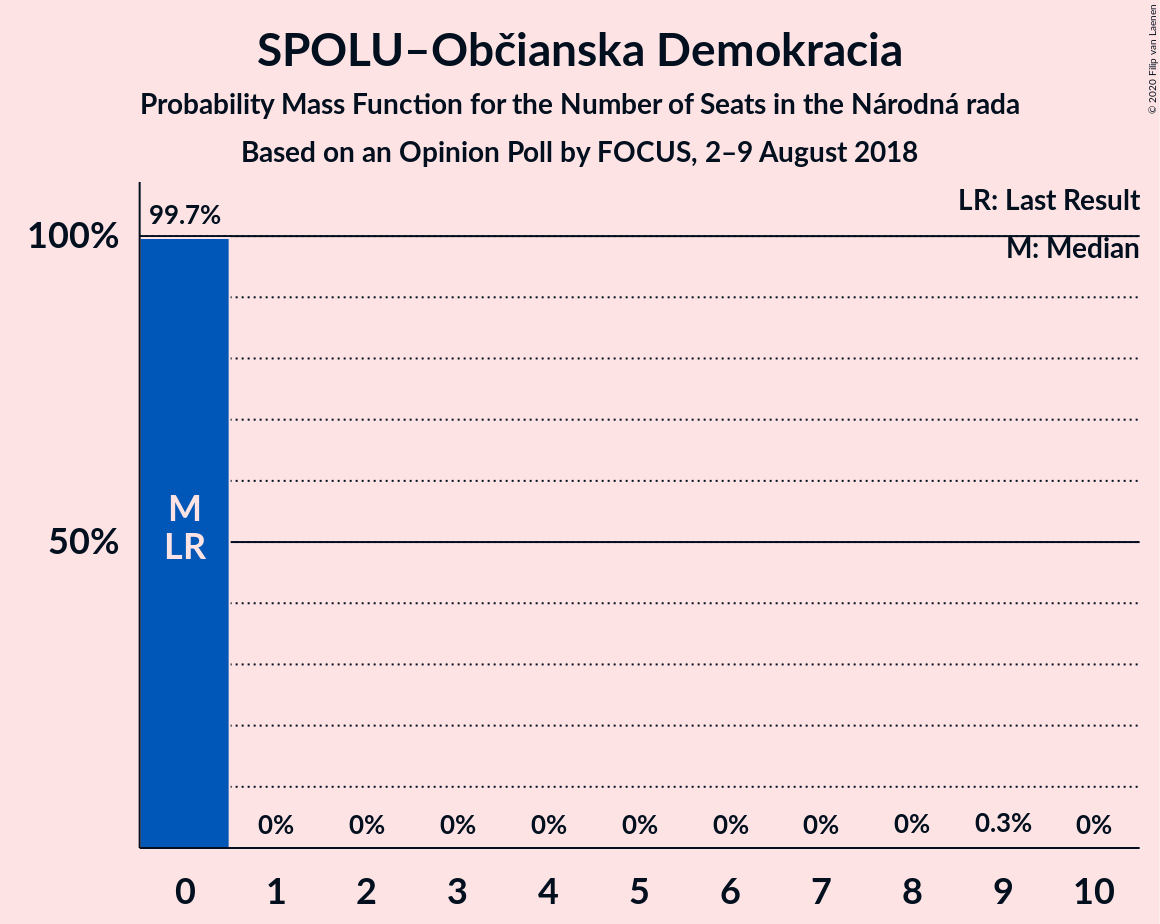 SPOLU–Občianska Demokracia
Probability Mass Function for the Number of Seats in the Národná rada
Based on an Opinion Poll by FOCUS, 2–9 August 2018
© 2020 Filip van Laenen
LR: Last Result
M: Median
99.7%
100%
50%
M
LR
0% 0% 0% 0% 0% 0% 0% 0% 0.3% 0%
0 1 2 3 4 5 6 7 8 9 10